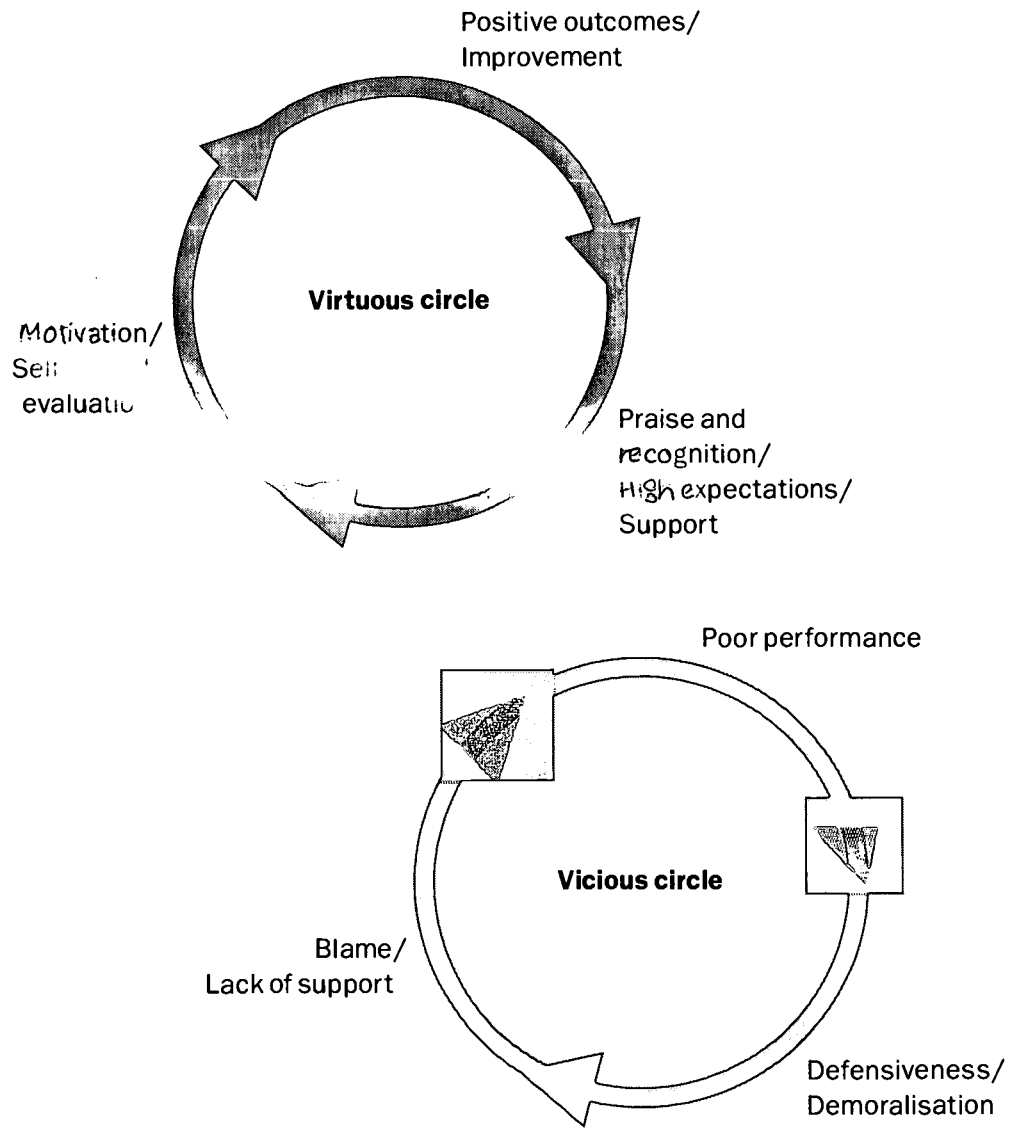 Positive outcomes/
Improvement
Virtuous circle
Motivation/
Praise and
recognition/
High expectations/
Support
Poor performance
Vicious circle
Blame/
Lack of support
Defensiveness/
Demoralisation